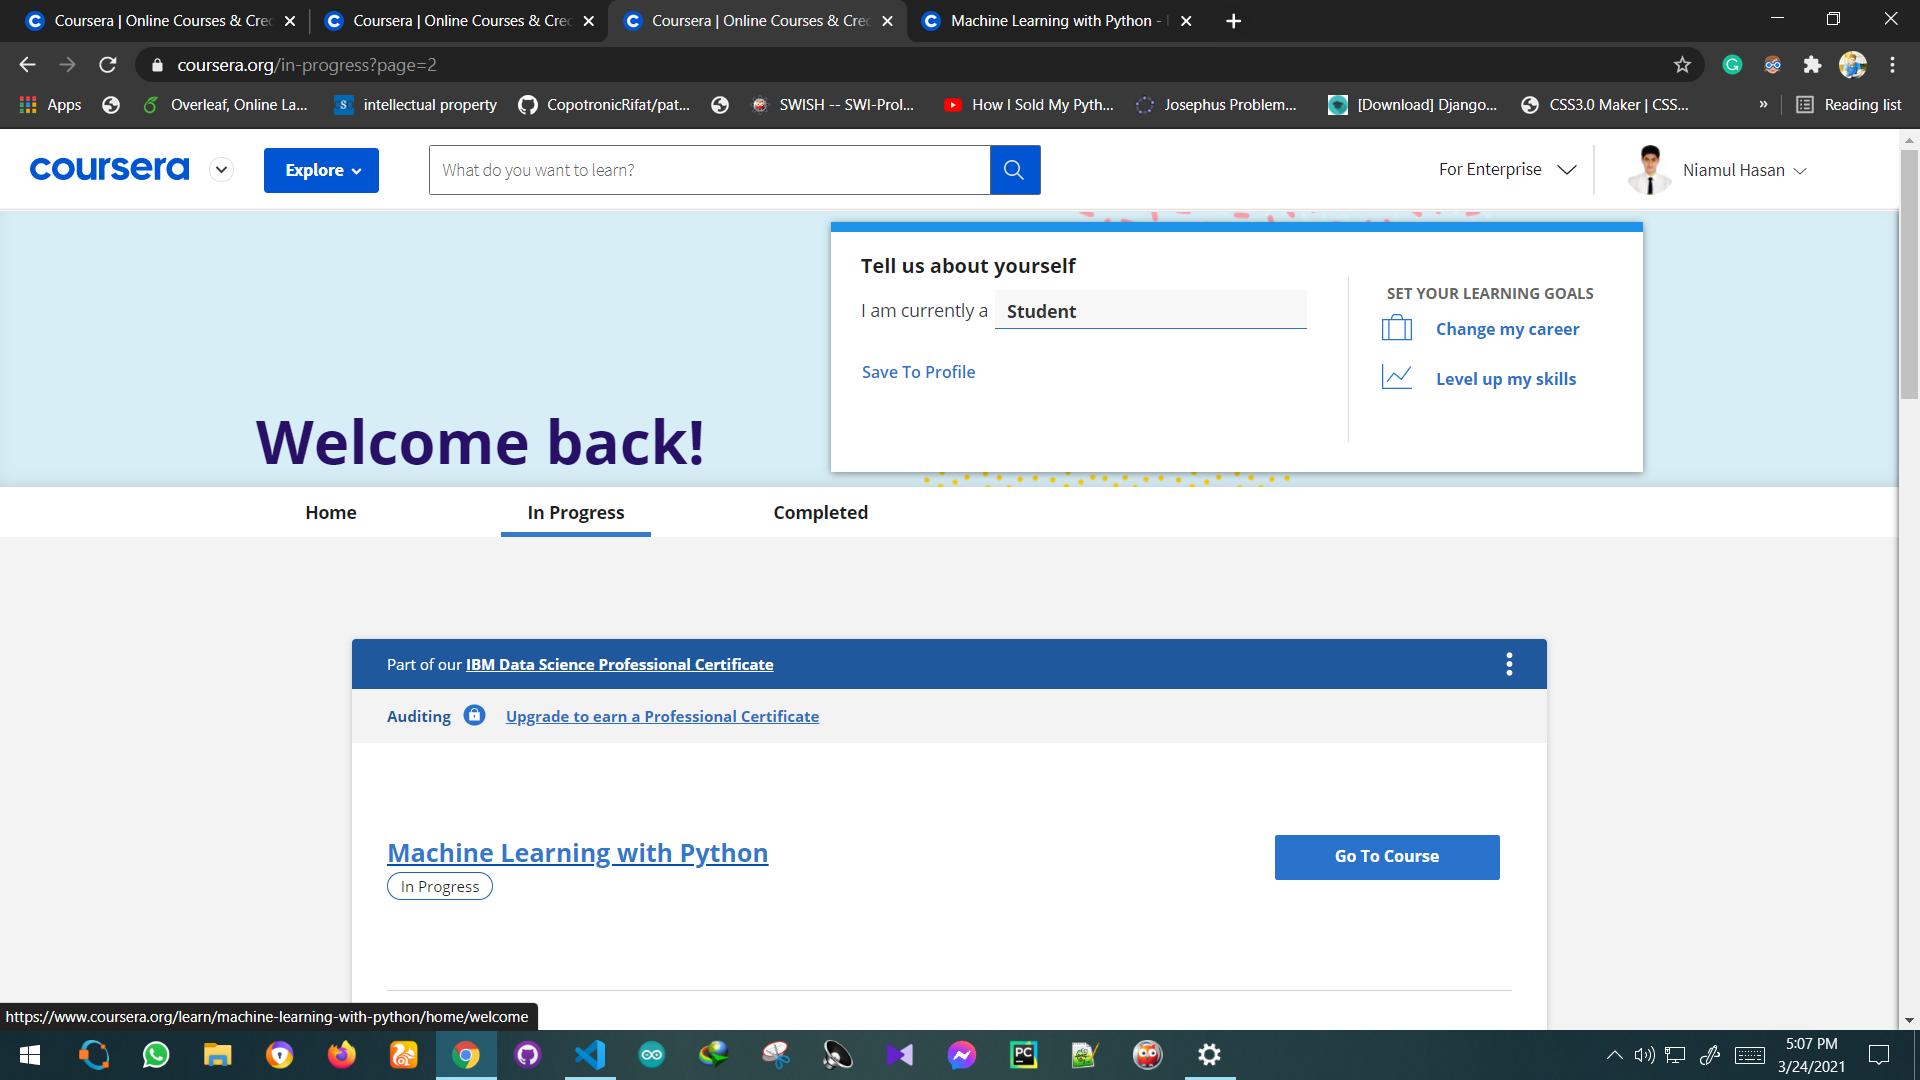 Coursera | Online Courses & Cre
Coursera | Online Courses & Cre
Coursera | Online Courses & Cre
Machine Learning with Python -
coursera.org/in-progress?page=2
Apps
Overleaf, Online La...
intellectual property
CopotronicRifat/pat...
SWISH -- SWI-Prol...
How I Sold My Pyth...
Josephus Problem...
[Download] Django...
CSS3.0 Maker | CSS...
»
Reading list
coursera
Explore
What do you want to learn?
For Enterprise
Niamul Hasan
Tell us about yourself
I am currently a Student
Save To Profile
SET YOUR LEARNING GOALS
Change my career
Level up my skills
Welcome back!
Home
In Progress
Completed
Part of our IBM Data Science Professional Certificate
Auditing
Upgrade to earn a Professional Certificate
Machine Learning with Python
In Progress
Go To Course
https://www.coursera.org/learn/machine-learning-with-python/home/welcome
PC
5:07 PM
3/24/2021